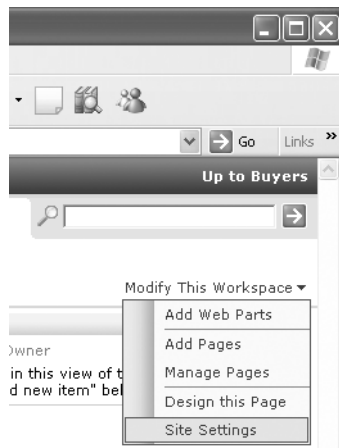 Go Links »
Up to Buyers
Modify This Workspace
Add Web Parts
Add Pages
Manage Pages
Design this Page
Site Settings
Owner
in this view of t
d new item" bel